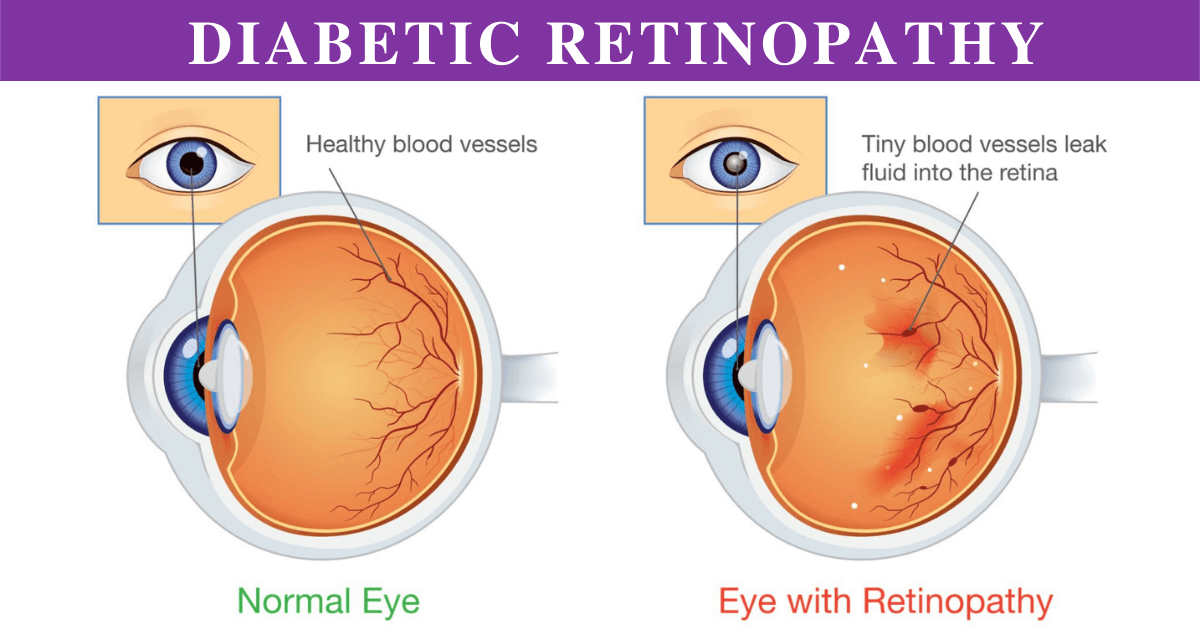 DIABETIC RETINOPATHY
Healthy blood vessels
Tiny blood vessels leak
fluid into the retina
Normal Eye
Eye with Retinopathy